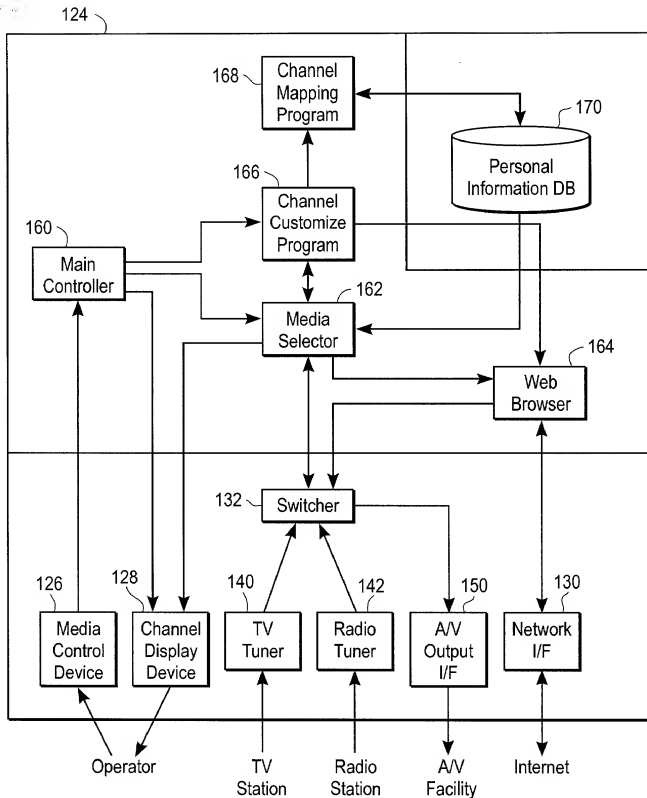 124
168
Channel
Mapping
Program
170
Personal
Information DB
166
Channel
Customize
Program
160
Main
Controller
162
Media
Selector
164
Web
Browser
132
Switcher
126
Media
Control
Device
128
Channel
Display
Device
140
TV
Tuner
142
Radio
Tuner
150
A/V
Output
I/F
130
Network
I/F
Operator
TV
Station
Radio
Station
A/V
Facility
Internet